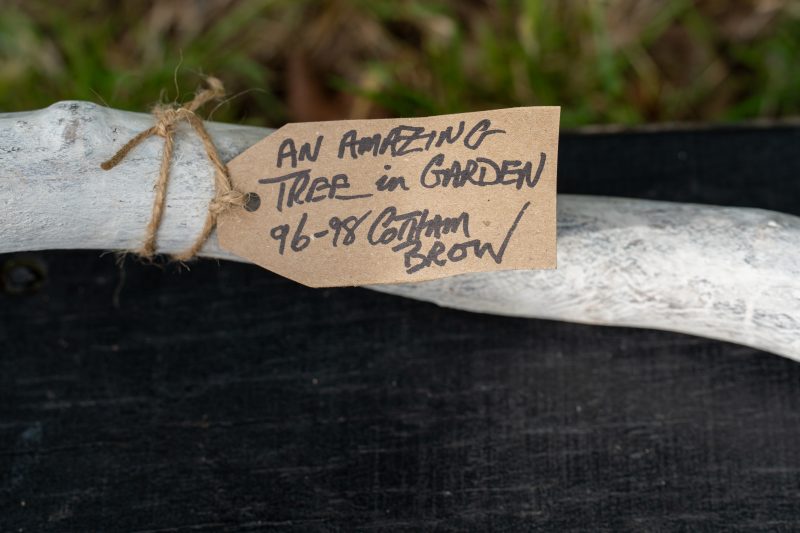 AN AMAZING
TREE in GARDEN
96-98 COTHAM
BROW